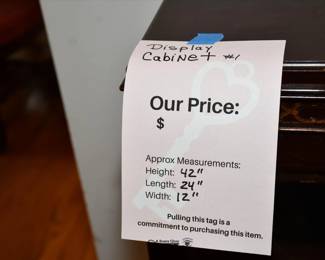 Display
Cabinet #1
Our Price:
$
Approx Measurements:
Height: 42"
Length: 24"
Width: 12"
Pulling this tag is a
commitment to purchasing this item.